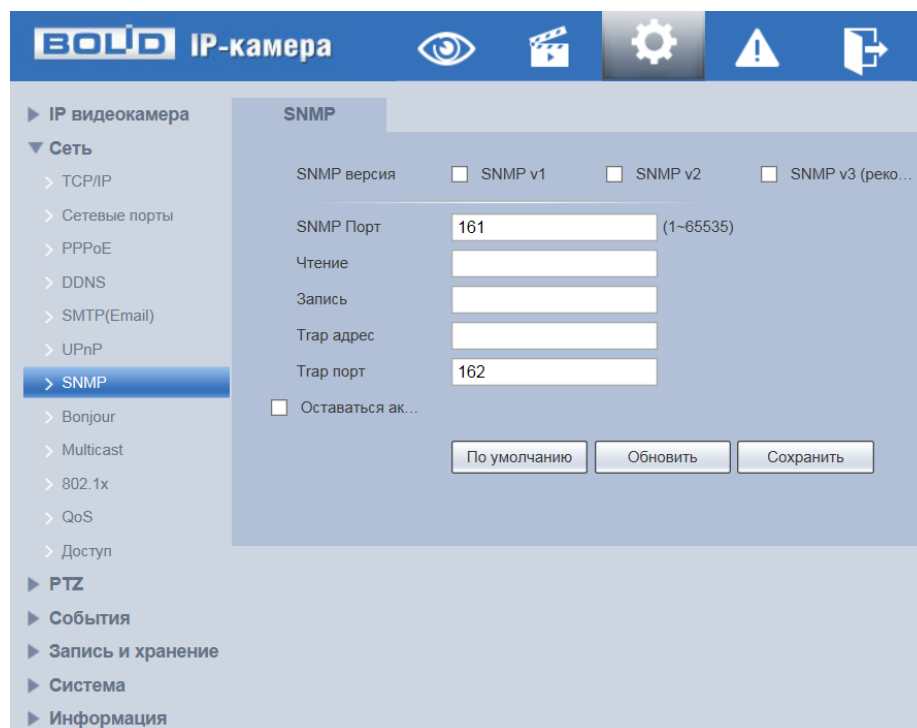 BOLID IP-камера
IP видеокамера
Сеть
TCP/IP
Сетевые порты
PPPoE
DDNS
SMTP(Email)
UPnP
SNMP
Bonjour
Multicast
802.1x
QoS
Доступ
PTZ
События
Запись и хранение
Система
Информация
SNMP
SNMP версия SNMP v1 SNMP v2 SNMP v3 (реко...
SNMP Порт 161 (1~65535)
Чтение
Запись
Trap адрес
Trap порт 162
Оставаться ак...
По умолчанию Обновить Сохранить